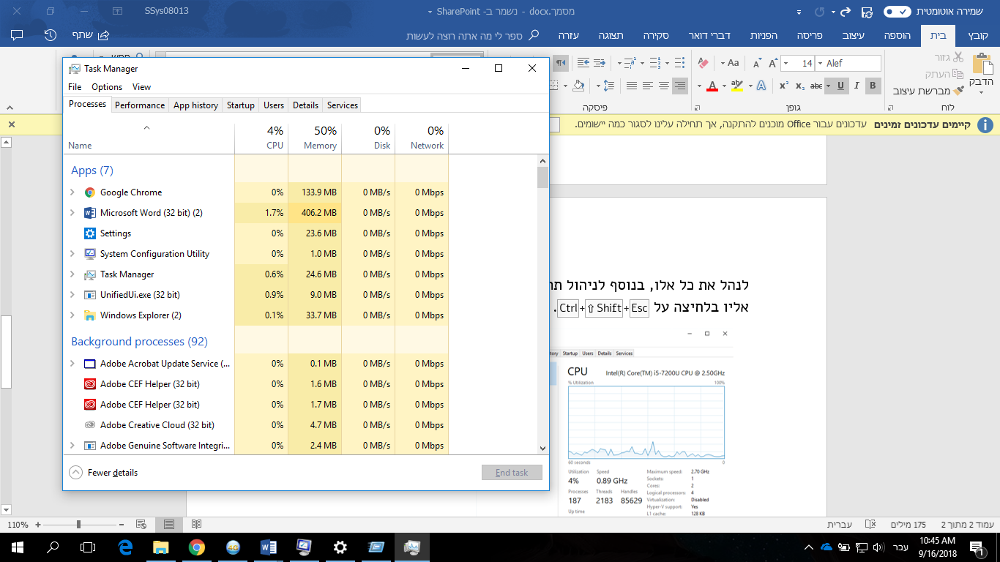 שמירה אוטומטית
מסמך.docx - נשמר ב- SharePoint
SSys08013
קובץ
בית
הוספה
עיצוב
פריסה
הפניות
דברי דואר
סקירה
תצוגה
עזרה
ספר לי מה אתה רוצה לעשות
שתף
הדבק
גזור
העתק
מברשת עיצוב
לוח
Alef
14
Aa
B I U abc x₂ x²
גופן
פיסקה
קיימים עדכונים זמינים
עדכונים עבור Office מוכנים להתקנה, אך תחילה עלינו לסגור כמה יישומים.
Task Manager
File Options View
Processes Performance App history Startup Users Details Services
4% 50% 0% 0%
Name CPU Memory Disk Network
Apps (7)
Google Chrome 0% 133.9 MB 0 MB/s 0 Mbps
Microsoft Word (32 bit) (2) 1.7% 406.2 MB 0 MB/s 0 Mbps
Settings 0% 23.6 MB 0 MB/s 0 Mbps
System Configuration Utility 0% 1.0 MB 0 MB/s 0 Mbps
Task Manager 0.6% 24.6 MB 0 MB/s 0 Mbps
UnifiedUi.exe (32 bit) 0.9% 9.0 MB 0 MB/s 0 Mbps
Windows Explorer (2) 0.1% 33.7 MB 0 MB/s 0 Mbps
Background processes (92)
Adobe Acrobat Update Service (... 0% 0.1 MB 0 MB/s 0 Mbps
Adobe CEF Helper (32 bit) 0% 1.6 MB 0 MB/s 0 Mbps
Adobe CEF Helper (32 bit) 0% 1.7 MB 0 MB/s 0 Mbps
Adobe Creative Cloud (32 bit) 0% 4.7 MB 0 MB/s 0 Mbps
Adobe Genuine Software Integri... 0% 2.4 MB 0 MB/s 0 Mbps
Fewer details
End task
לנהל את כל אלו, בנוסף לניהול
אליו בלחיצה על Ctrl+⇧ Shift+Esc.
Startup Users Details Services
CPU Intel(R) Core(TM) i5-7200U CPU @ 2.50GHz
% Utilization 100%
60 seconds 0
Utilization Speed Maximum speed: 2.70 GHz
4% 0.89 GHz Sockets: 1
Cores: 2
Processes Threads Handles Logical processors: 4
187 2183 85629 Virtualization: Disabled
Hyper-V support: Yes
Up time L1 cache: 128 KB
עמוד 2 מתוך 2
175 מילים
עברית
110%
עבר
10:45 AM
9/16/2018
1